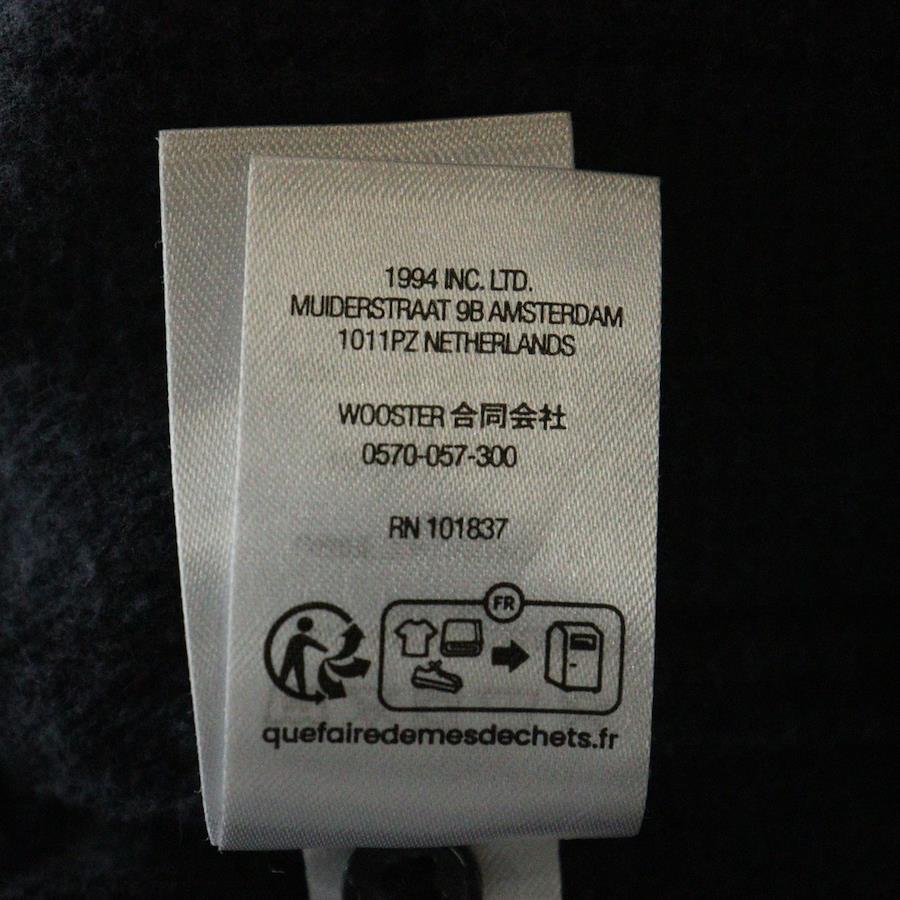 1994 INC. LTD.
MUIDERSTRAAT 9B AMSTERDAM
1011PZ NETHERLANDS
WOOSTER 合同会社
0570-057-300
RN 101837
FR
quefairedemesdechets.fr